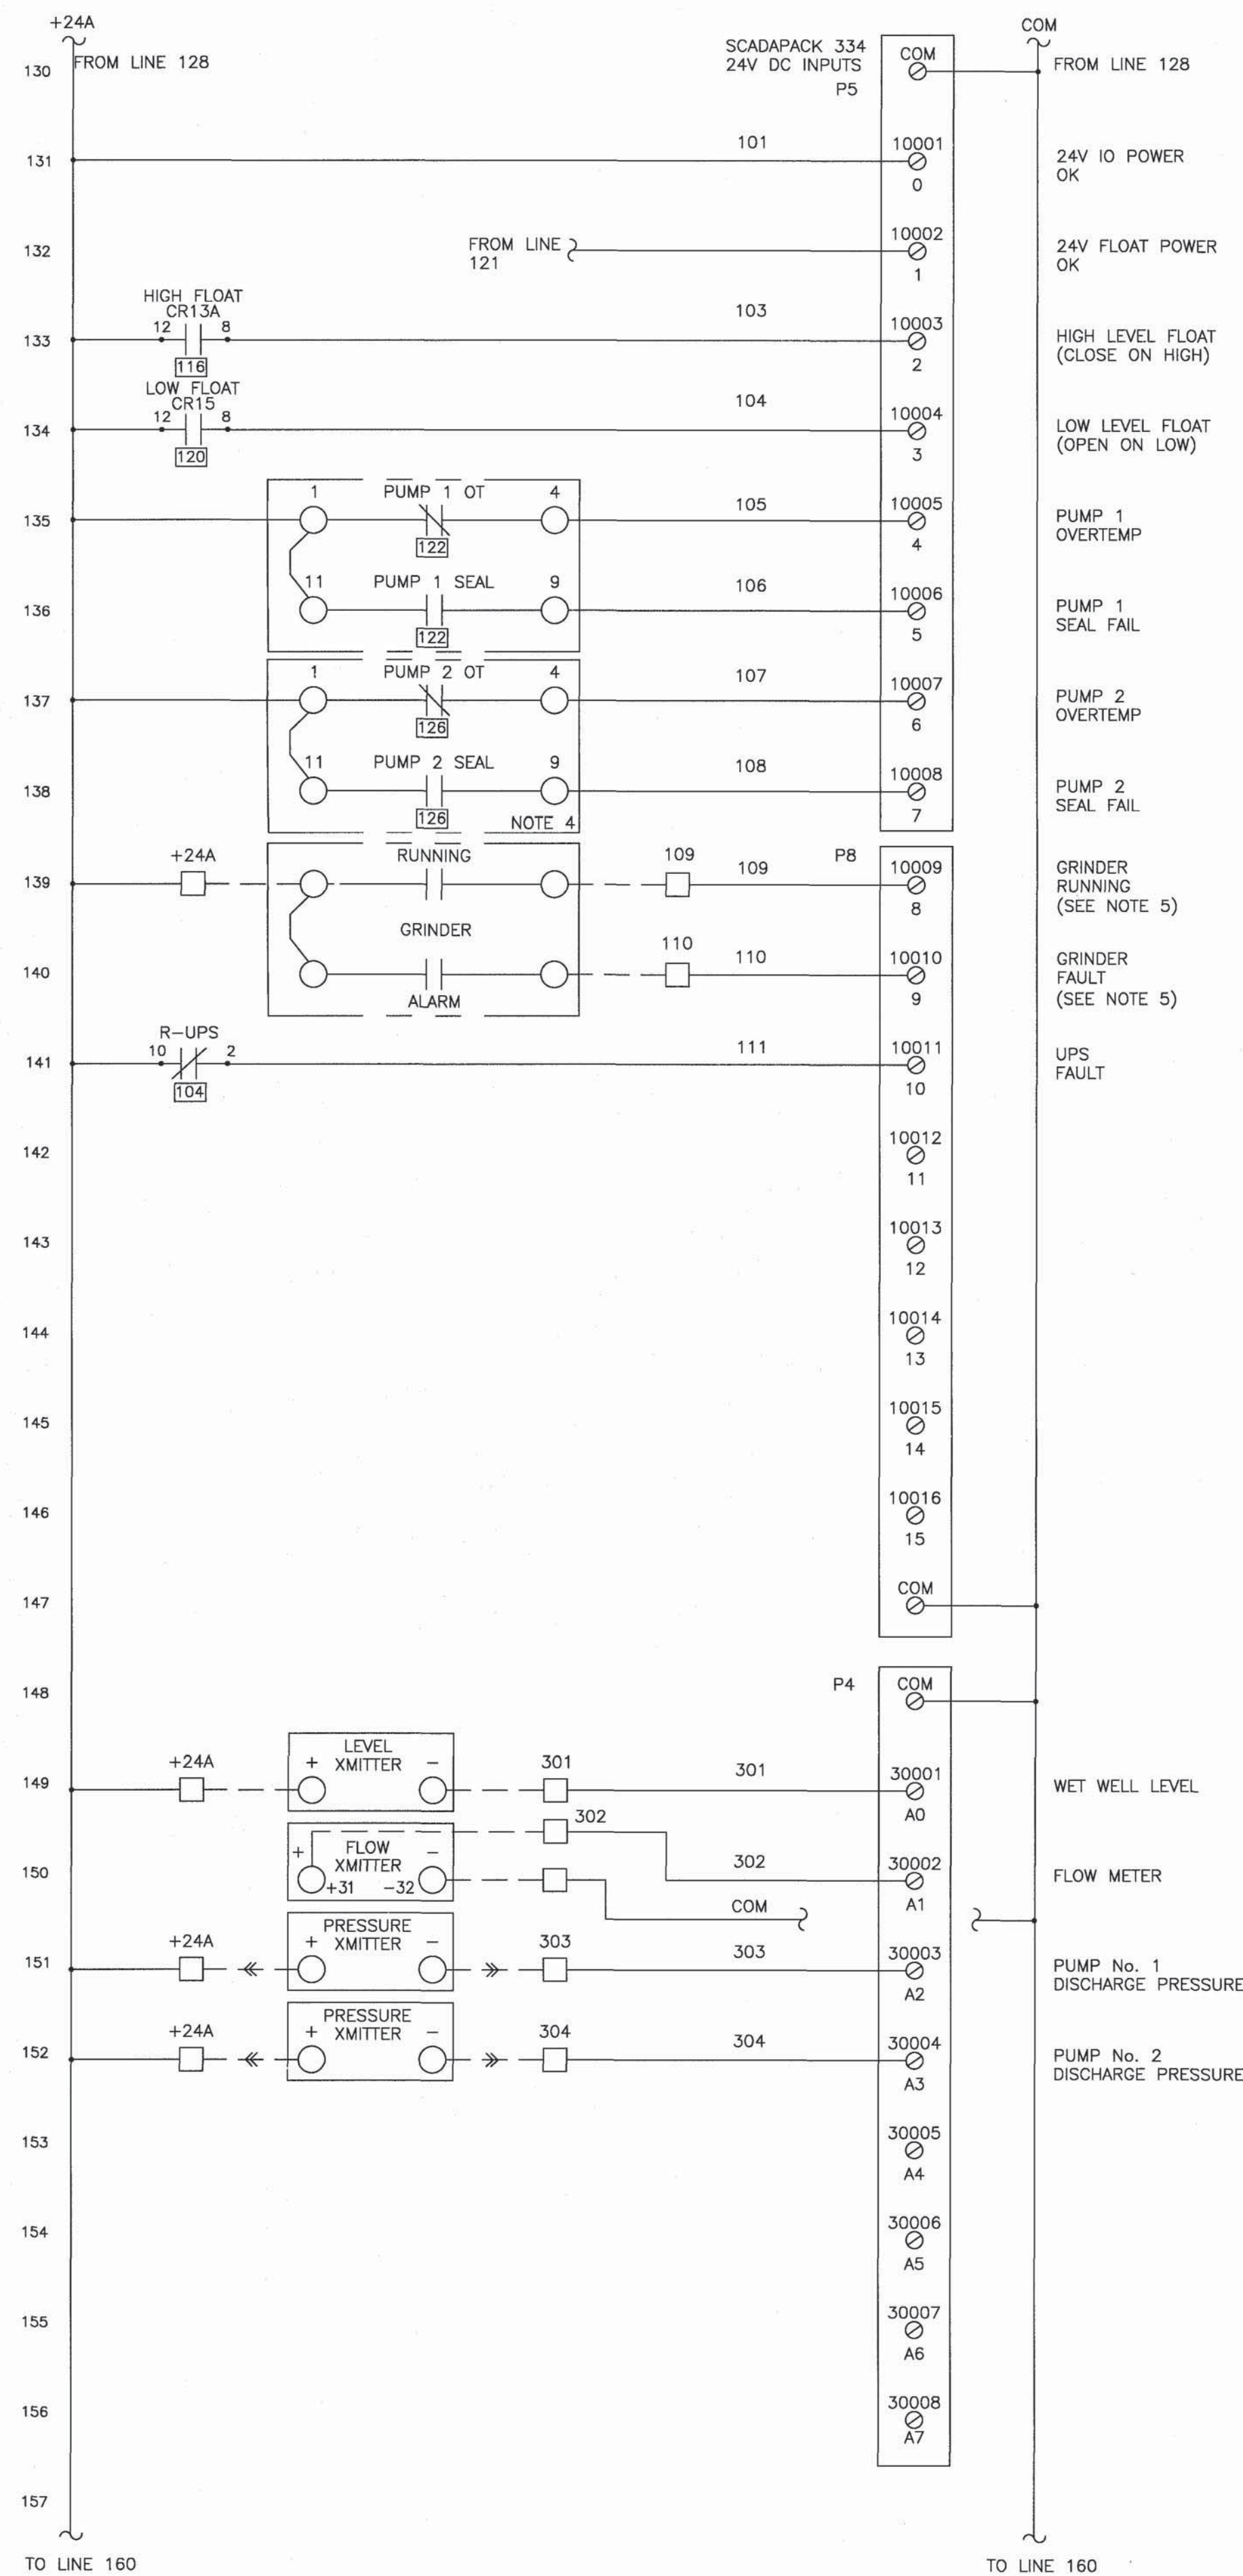 +24A
COM
130
FROM LINE 128
SCADAPACK 334
24V DC INPUTS
P5
COM
FROM LINE 128
131
101
10001
0
24V IO POWER
OK
132
FROM LINE
121
10002
1
24V FLOAT POWER
OK
HIGH FLOAT
CR13A
133
12
8
116
103
10003
2
HIGH LEVEL FLOAT
(CLOSE ON HIGH)
LOW FLOAT
CR15
134
12
8
120
104
10004
3
LOW LEVEL FLOAT
(OPEN ON LOW)
135
1
PUMP 1 OT
4
122
105
10005
4
PUMP 1
OVERTEMP
136
11
PUMP 1 SEAL
9
122
106
10006
5
PUMP 1
SEAL FAIL
137
1
PUMP 2 OT
4
126
107
10007
6
PUMP 2
OVERTEMP
138
11
PUMP 2 SEAL
9
126
NOTE 4
108
10008
7
PUMP 2
SEAL FAIL
139
+24A
RUNNING
109
109
P8
10009
8
GRINDER
RUNNING
(SEE NOTE 5)
GRINDER
140
ALARM
110
110
10010
9
GRINDER
FAULT
(SEE NOTE 5)
R-UPS
141
10
2
104
111
10011
10
UPS
FAULT
142
10012
11
143
10013
12
144
10014
13
145
10015
14
146
10016
15
147
COM
148
P4
COM
149
+24A
LEVEL
+ XMITTER -
301
301
30001
A0
WET WELL LEVEL
302
150
+ FLOW -
XMITTER
+31 -32
302
30002
A1
FLOW METER
COM
151
+24A
PRESSURE
+ XMITTER -
303
303
30003
A2
PUMP No. 1
DISCHARGE PRESSURE
152
+24A
PRESSURE
+ XMITTER -
304
304
30004
A3
PUMP No. 2
DISCHARGE PRESSURE
153
30005
A4
154
30006
A5
155
30007
A6
156
30008
A7
157
TO LINE 160
TO LINE 160